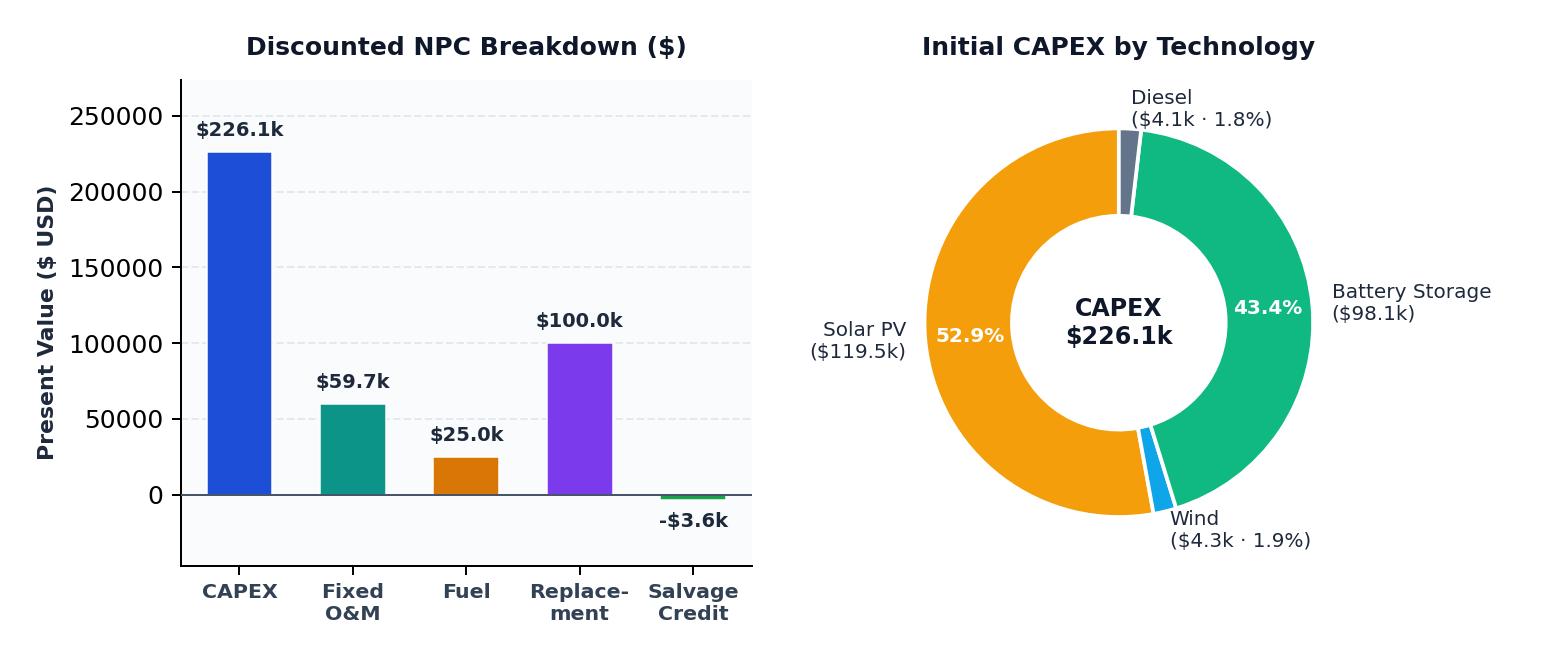 Discounted NPC Breakdown ($)
Present Value ($ USD)
250000
200000
150000
100000
50000
0
$226.1k
$59.7k
$25.0k
$100.0k
-$3.6k
CAPEX
Fixed
O&M
Fuel
Replace-
ment
Salvage
Credit
Initial CAPEX by Technology
Diesel
($4.1k · 1.8%)
Battery Storage
($98.1k)
43.4%
CAPEX
$226.1k
52.9%
Solar PV
($119.5k)
Wind
($4.3k · 1.9%)